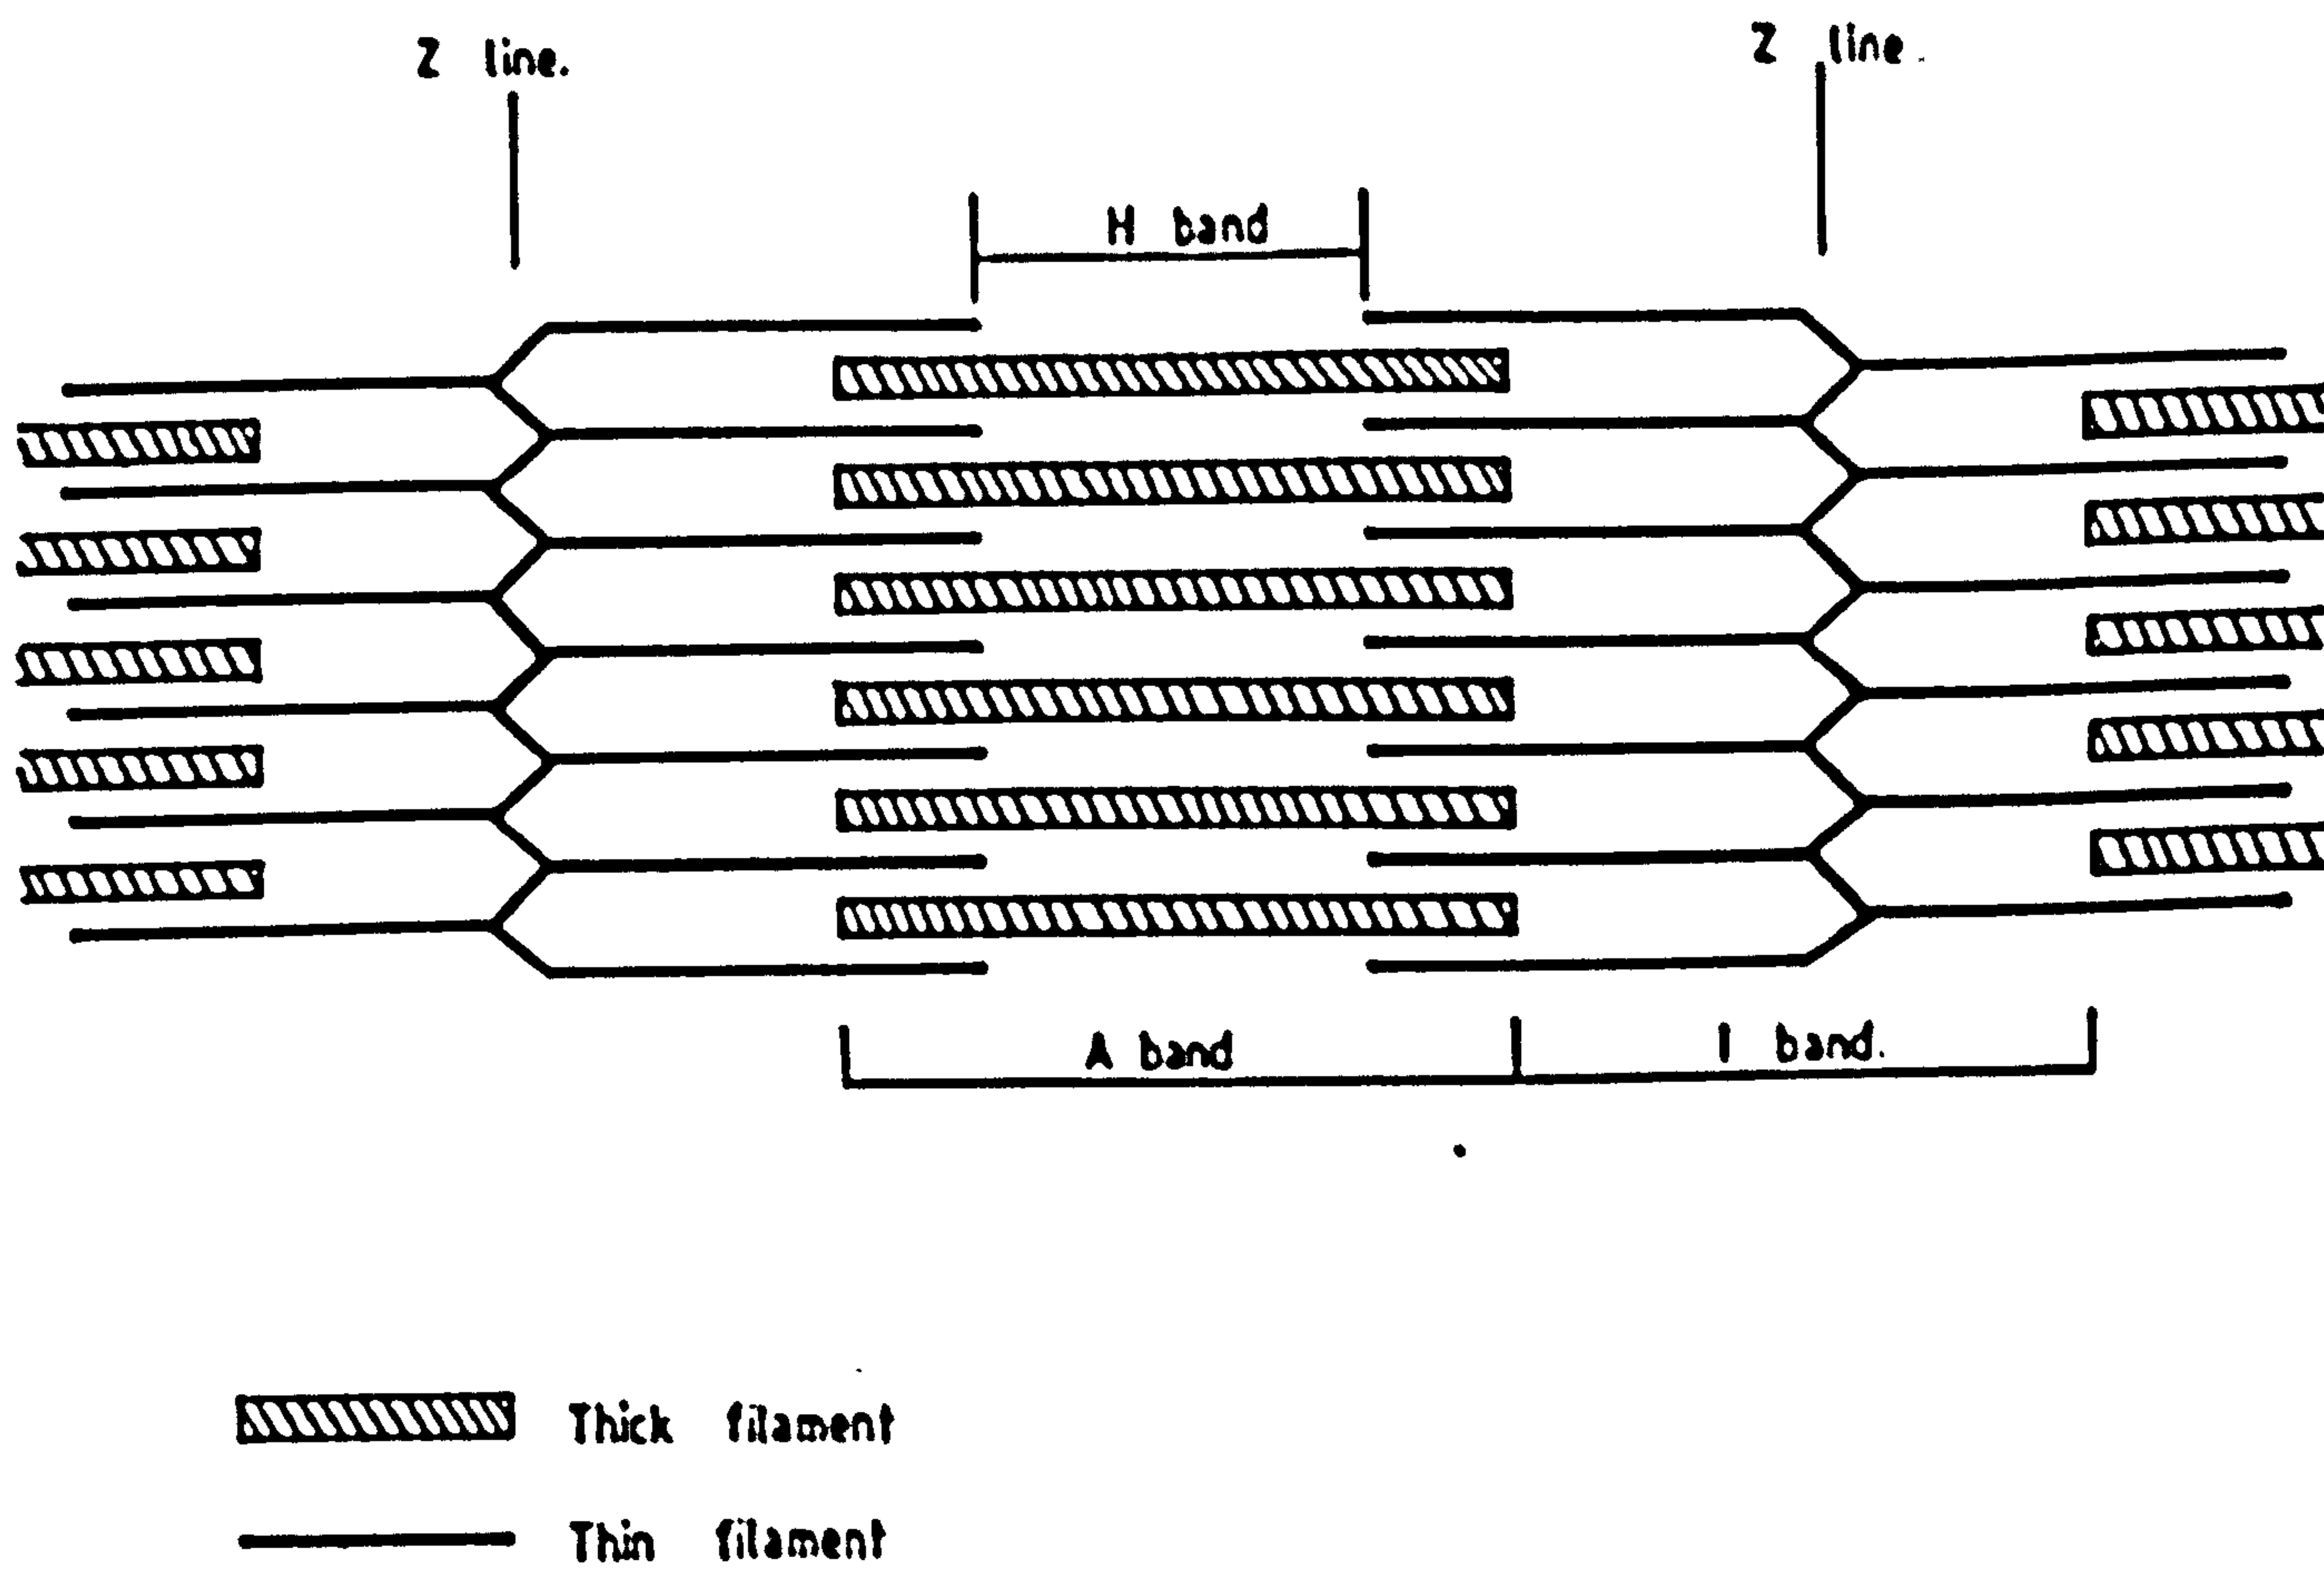 Z line.
Z line.
H band
A band
I band.
Thick filament
Thin filament